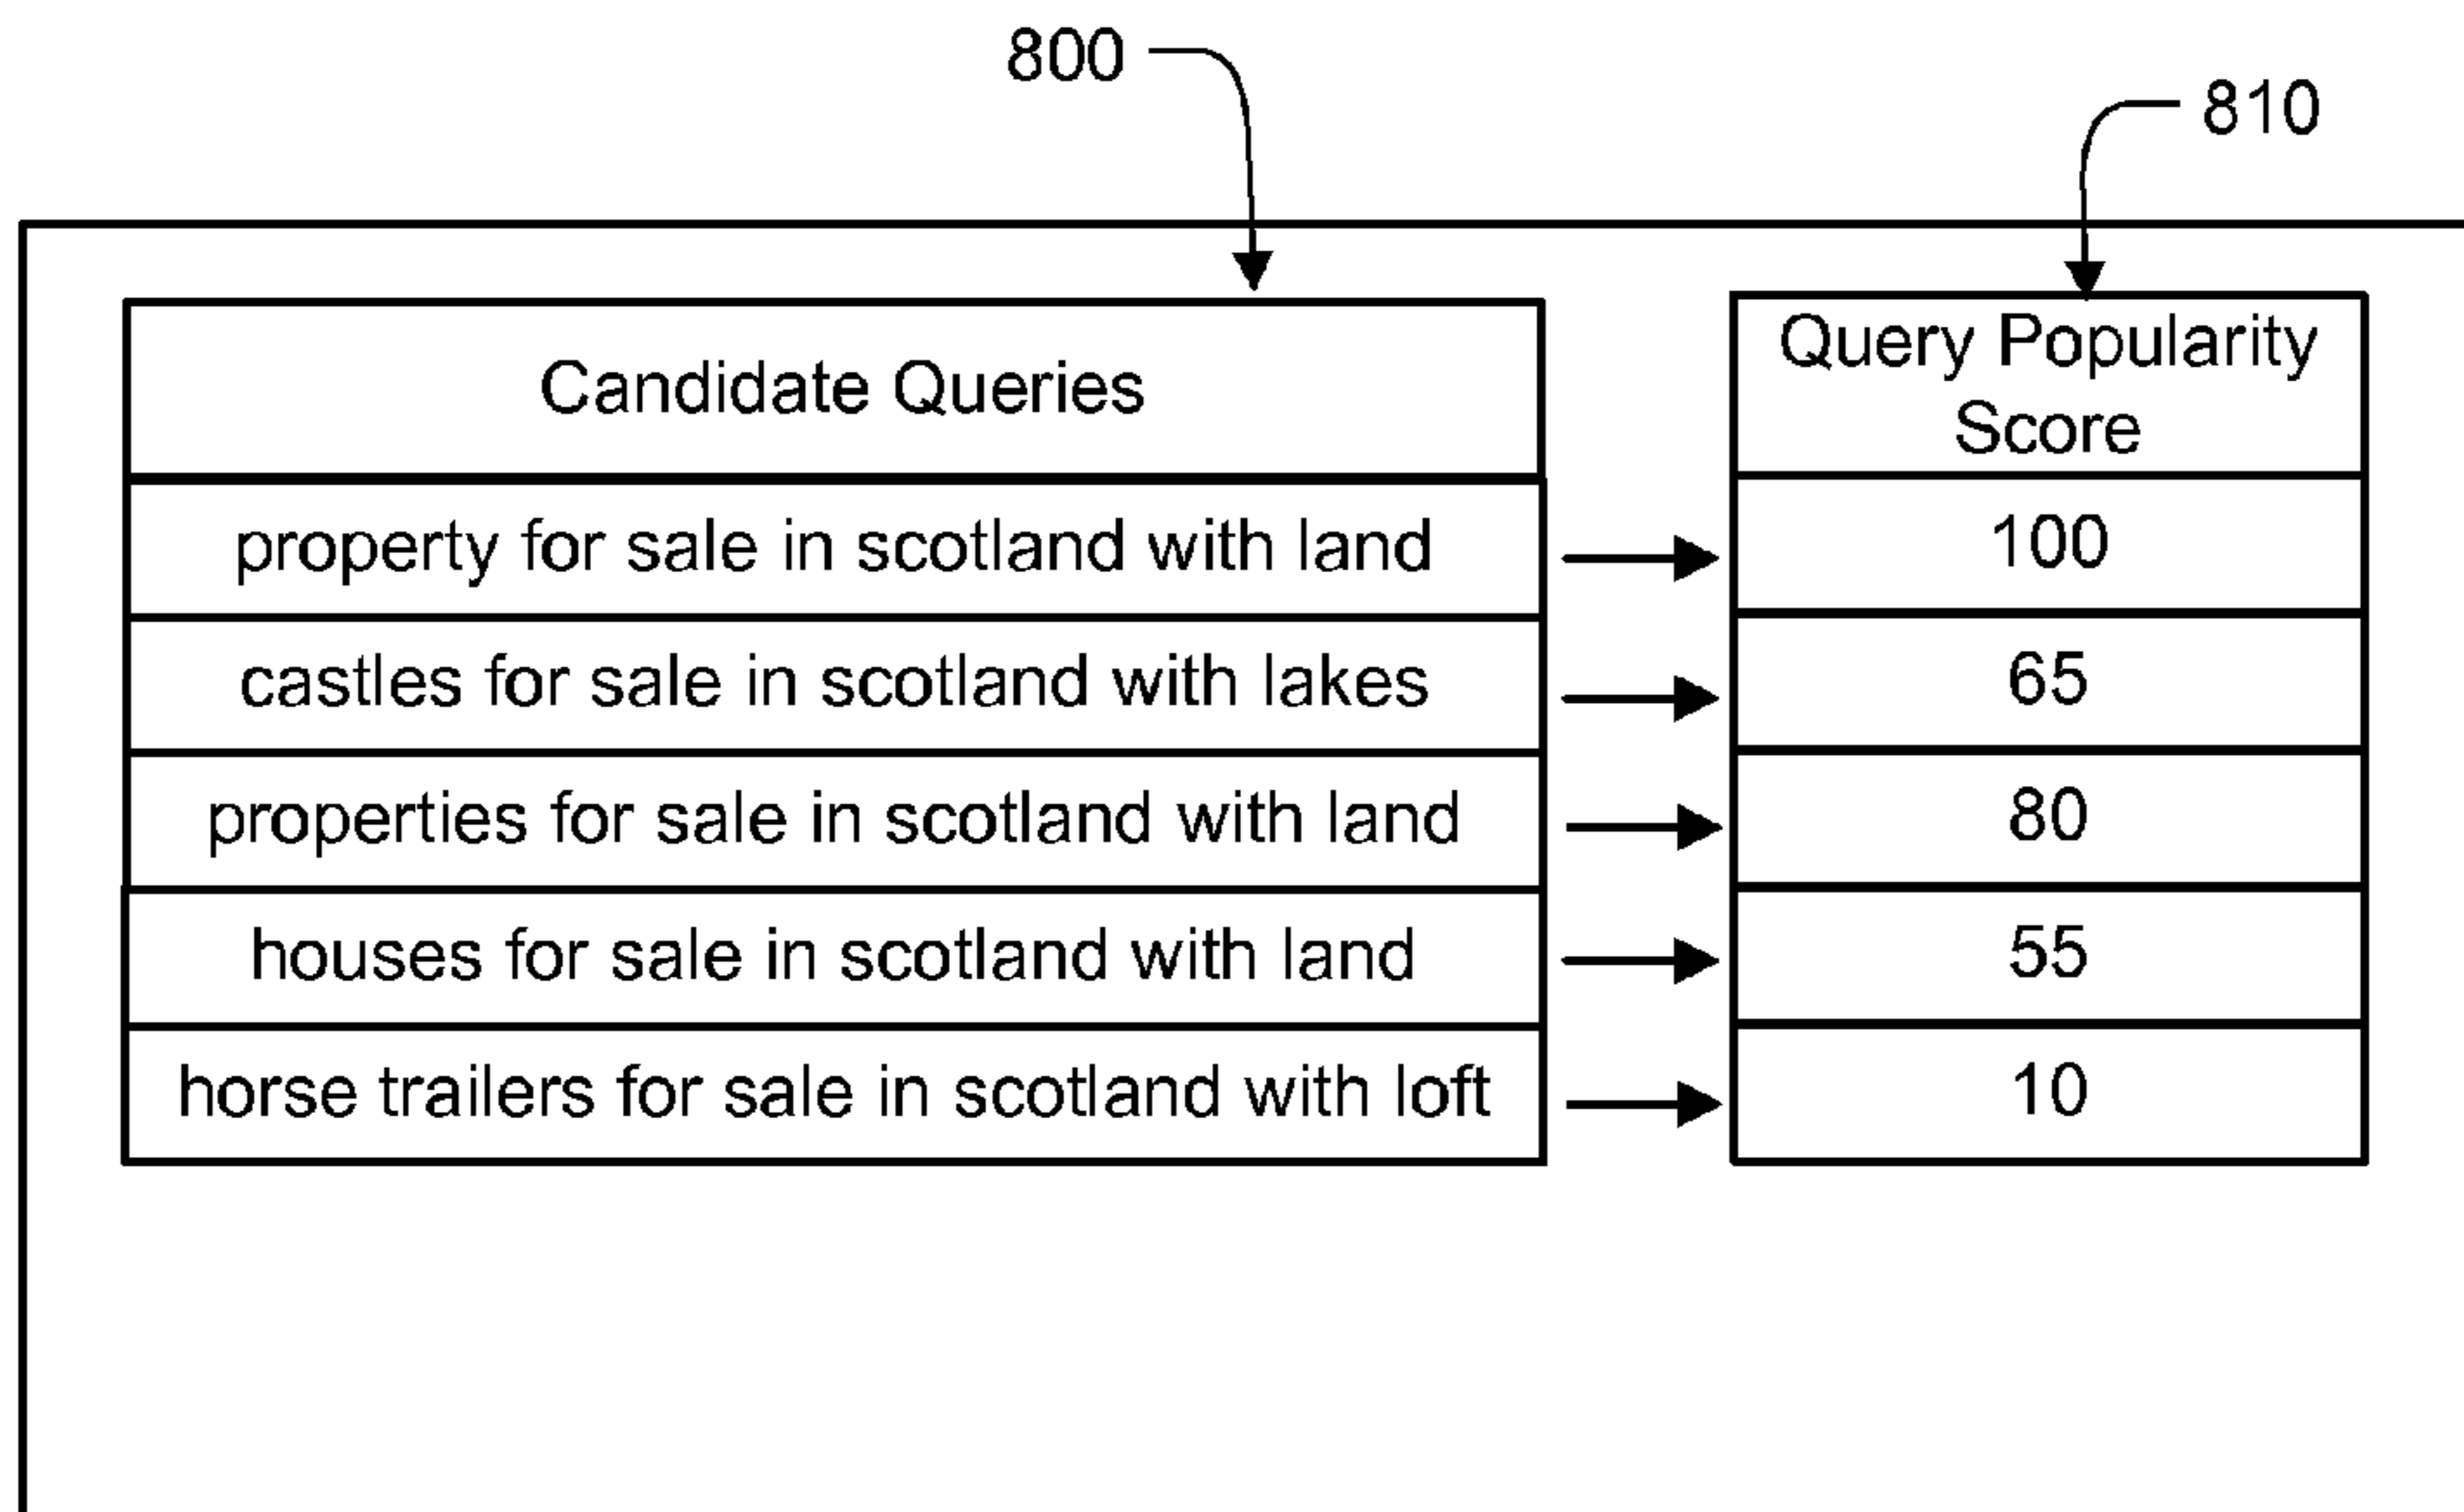 800
810
Candidate Queries
Query Popularity
Score
property for sale in scotland with land
100
castles for sale in scotland with lakes
65
properties for sale in scotland with land
80
houses for sale in scotland with land
55
horse trailers for sale in scotland with loft
10